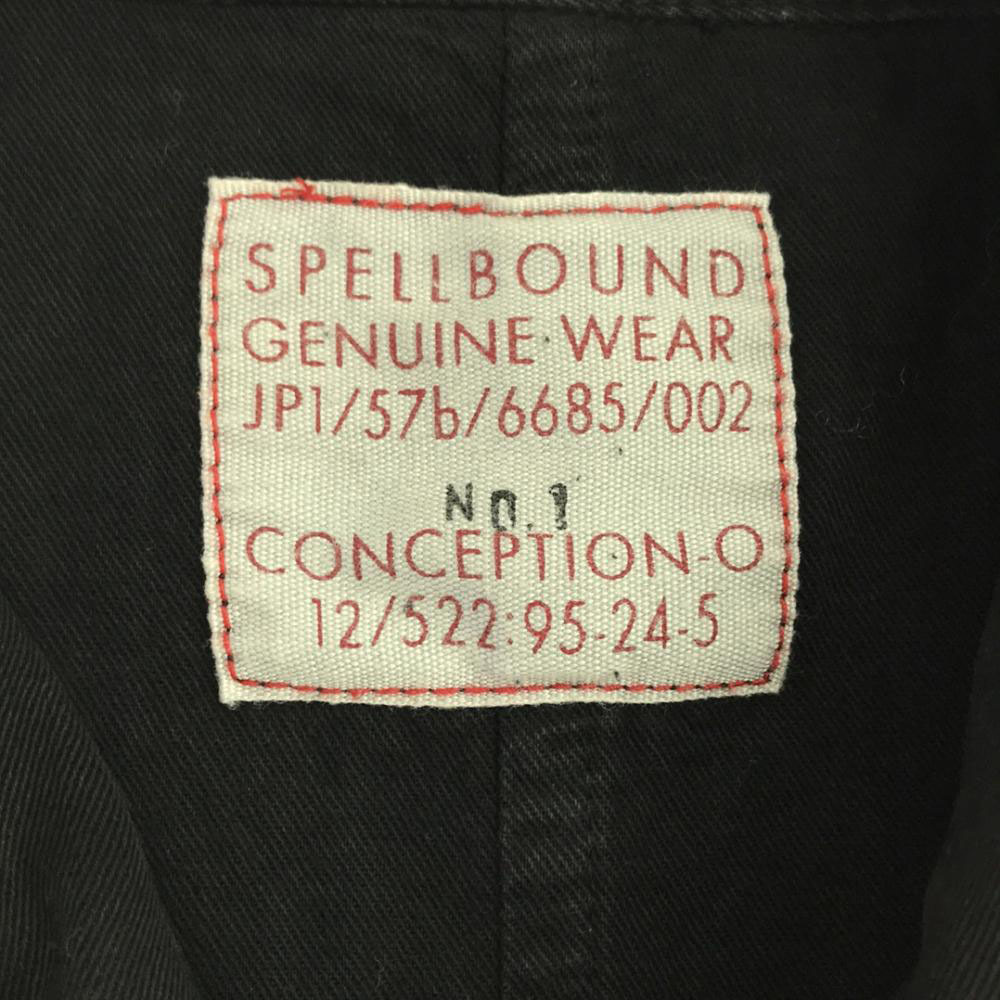 SPELLBOUND
GENUINE WEAR
JP1/57b/6685/002
No.1
CONCEPTION-O
12/522:95-24-5